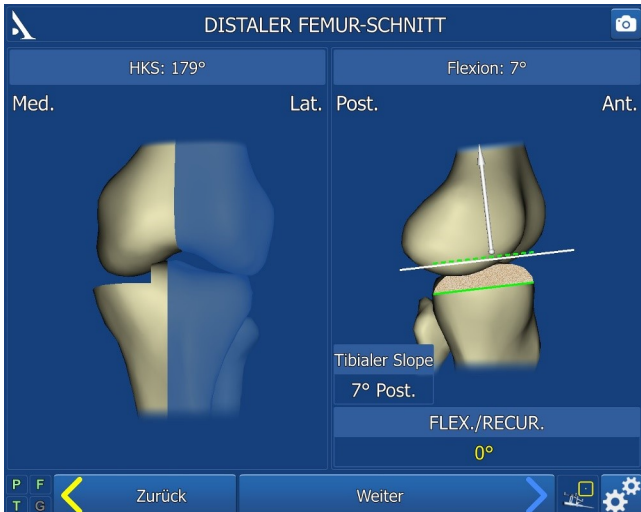 DISTALER FEMUR-SCHNITT
HKS: 179°
Flexion: 7°
Med.
Lat.
Post.
Ant.
Tibialer Slope
7° Post.
FLEX./RECUR.
0°
P F
T G
Zurück
Weiter